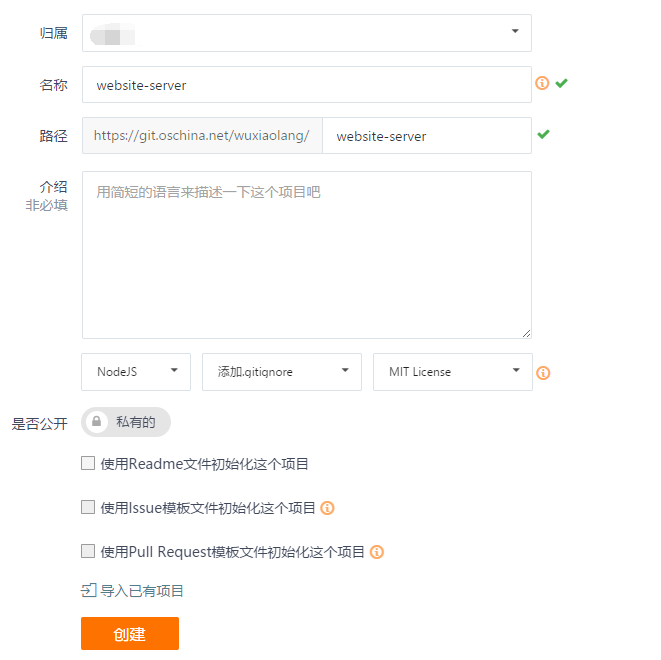 归属
名称 website-server
路径 https://git.oschina.net/wuxiaolang/ website-server
介绍 用简短的语言来描述一下这个项目吧
非必填
NodeJS 添加.gitignore MIT License
是否公开 私有的
使用Readme文件初始化这个项目
使用Issue模板文件初始化这个项目
使用Pull Request模板文件初始化这个项目
导入已有项目
创建